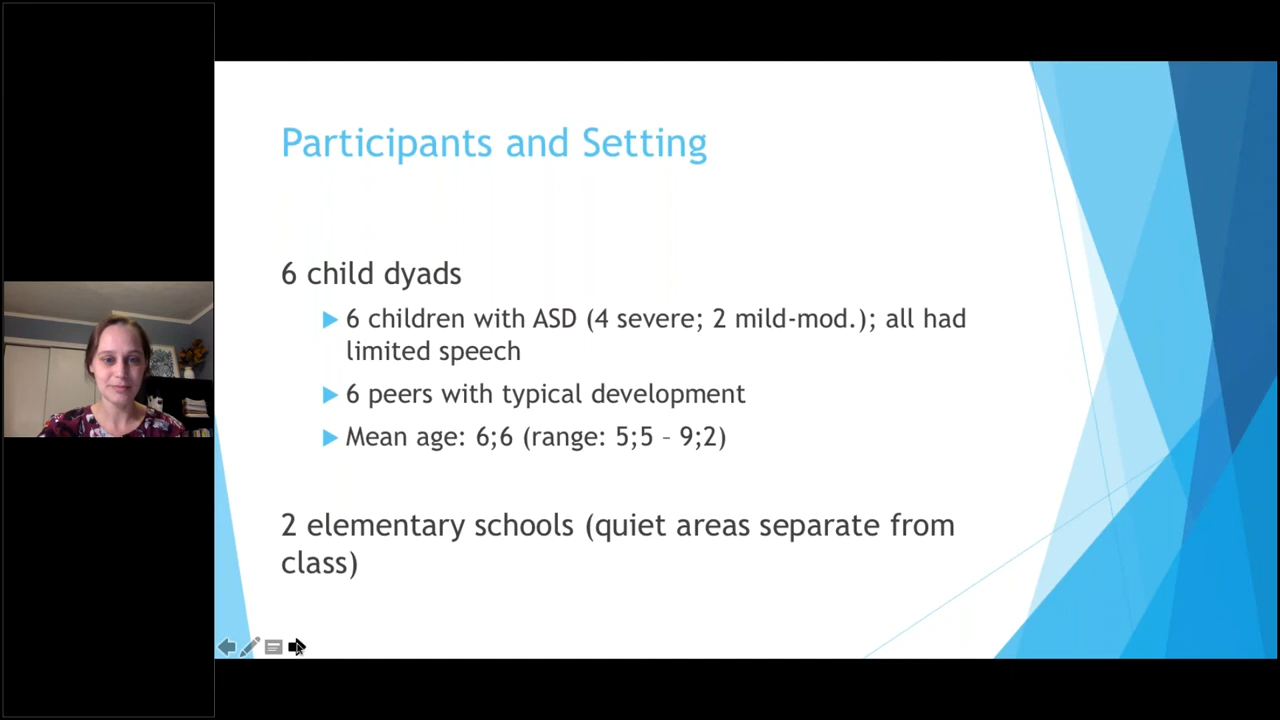 Participants and Setting
6 child dyads
6 children with ASD (4 severe; 2 mild-mod.); all had
limited speech
6 peers with typical development
Mean age: 6;6 (range: 5;5 – 9;2)
2 elementary schools (quiet areas separate from
class)